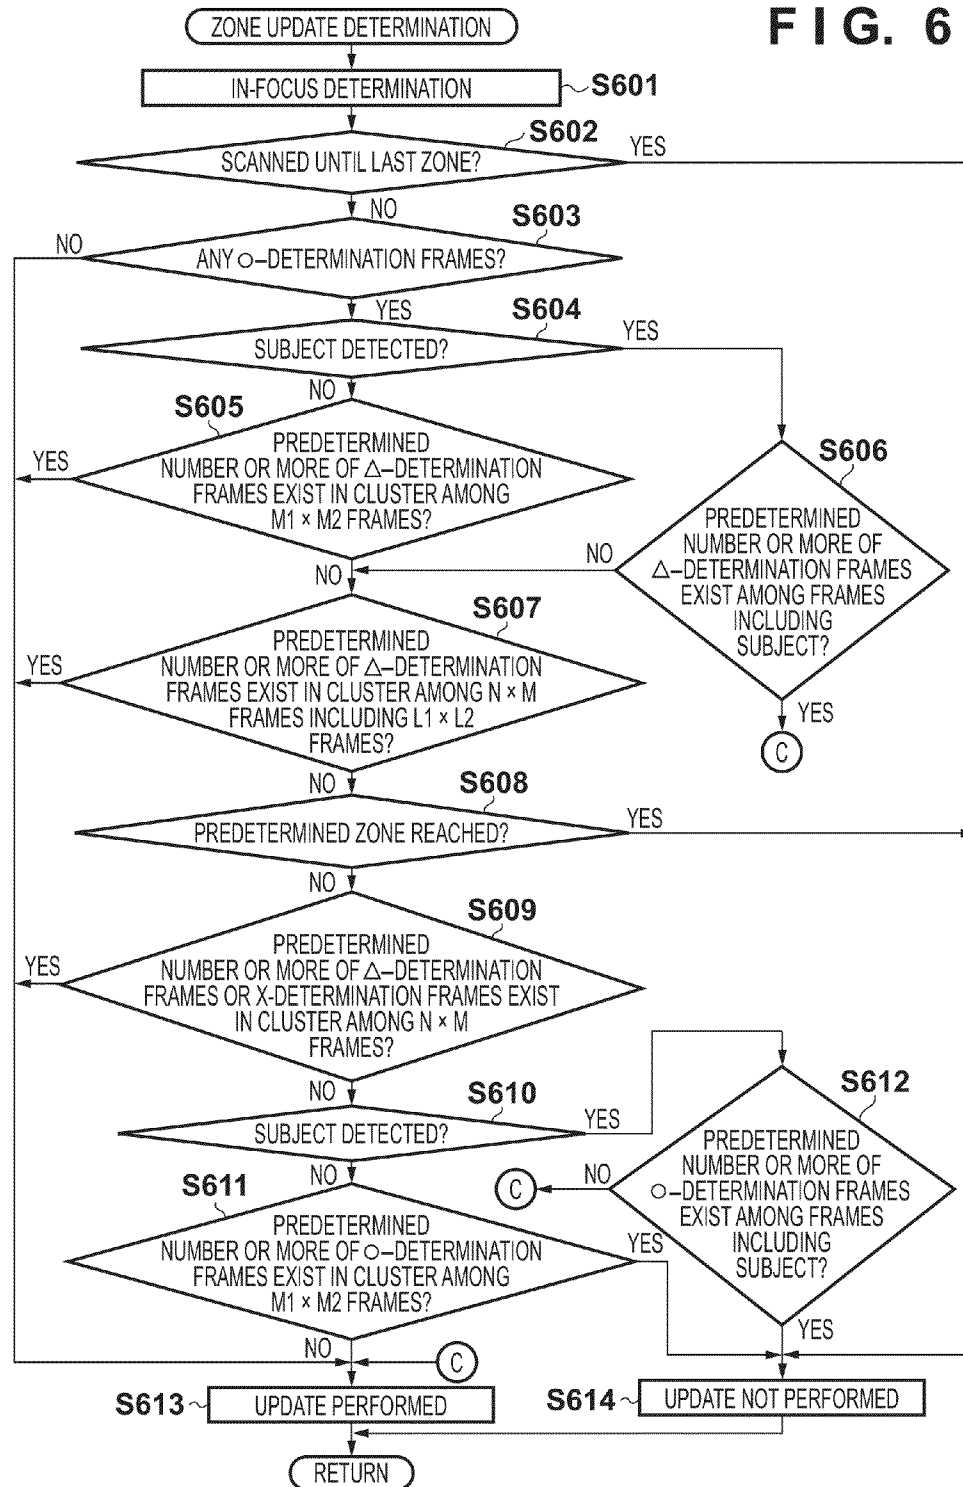 FIG. 6
ZONE UPDATE DETERMINATION
IN-FOCUS DETERMINATION
S601
S602
SCANNED UNTIL LAST ZONE?
YES
NO
S603
ANY ○–DETERMINATION FRAMES?
NO
YES
S604
SUBJECT DETECTED?
YES
NO
S605
PREDETERMINED
NUMBER OR MORE OF △–DETERMINATION
FRAMES EXIST IN CLUSTER AMONG
M1 × M2 FRAMES?
YES
NO
S606
PREDETERMINED
NUMBER OR MORE OF
△–DETERMINATION FRAMES
EXIST AMONG FRAMES
INCLUDING
SUBJECT?
NO
YES
C
S607
PREDETERMINED
NUMBER OR MORE OF △–DETERMINATION
FRAMES EXIST IN CLUSTER AMONG N × M
FRAMES INCLUDING L1 × L2
FRAMES?
YES
NO
S608
PREDETERMINED ZONE REACHED?
YES
NO
S609
PREDETERMINED
NUMBER OR MORE OF △–DETERMINATION
FRAMES OR X-DETERMINATION FRAMES EXIST
IN CLUSTER AMONG N × M
FRAMES?
YES
NO
S610
SUBJECT DETECTED?
YES
NO
S611
PREDETERMINED
NUMBER OR MORE OF ○–DETERMINATION
FRAMES EXIST IN CLUSTER AMONG
M1 × M2 FRAMES?
YES
NO
S612
PREDETERMINED
NUMBER OR MORE OF
○–DETERMINATION FRAMES
EXIST AMONG FRAMES
INCLUDING
SUBJECT?
NO
C
YES
C
S613
UPDATE PERFORMED
S614
UPDATE NOT PERFORMED
RETURN